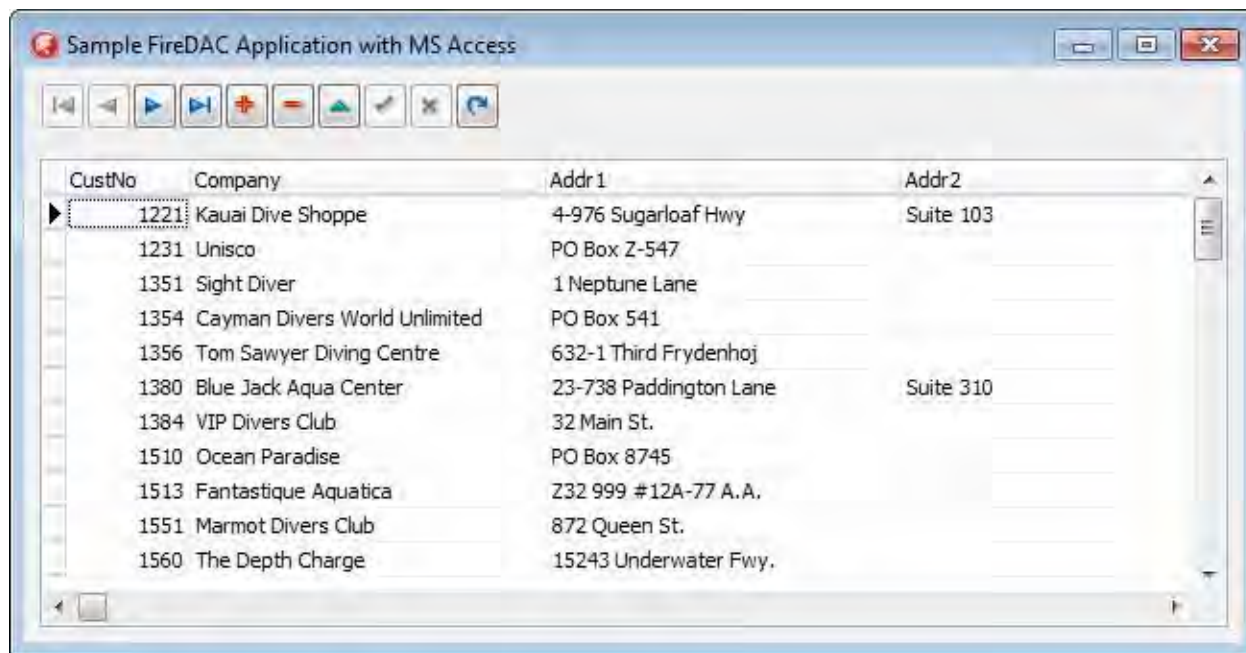 Sample FireDAC Application with MS Access
CustNo Company Addr1 Addr2
1221 Kauai Dive Shoppe 4-976 Sugarloaf Hwy Suite 103
1231 Unisco PO Box Z-547
1351 Sight Diver 1 Neptune Lane
1354 Cayman Divers World Unlimited PO Box 541
1356 Tom Sawyer Diving Centre 632-1 Third Frydenhoj
1380 Blue Jack Aqua Center 23-738 Paddington Lane Suite 310
1384 VIP Divers Club 32 Main St.
1510 Ocean Paradise PO Box 8745
1513 Fantastique Aquatica Z32 999 #12A-77 A.A.
1551 Marmot Divers Club 872 Queen St.
1560 The Depth Charge 15243 Underwater Fwy.